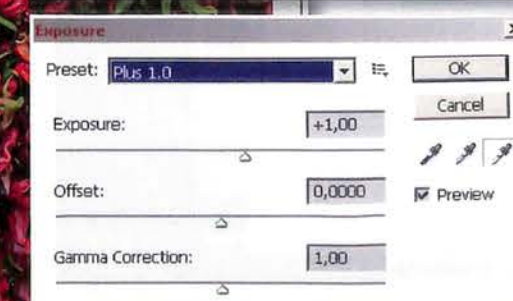 Exposure
Preset: Plus 1.0
OK
Cancel
Exposure: +1,00
Offset: 0,0000
Preview
Gamma Correction: 1,00